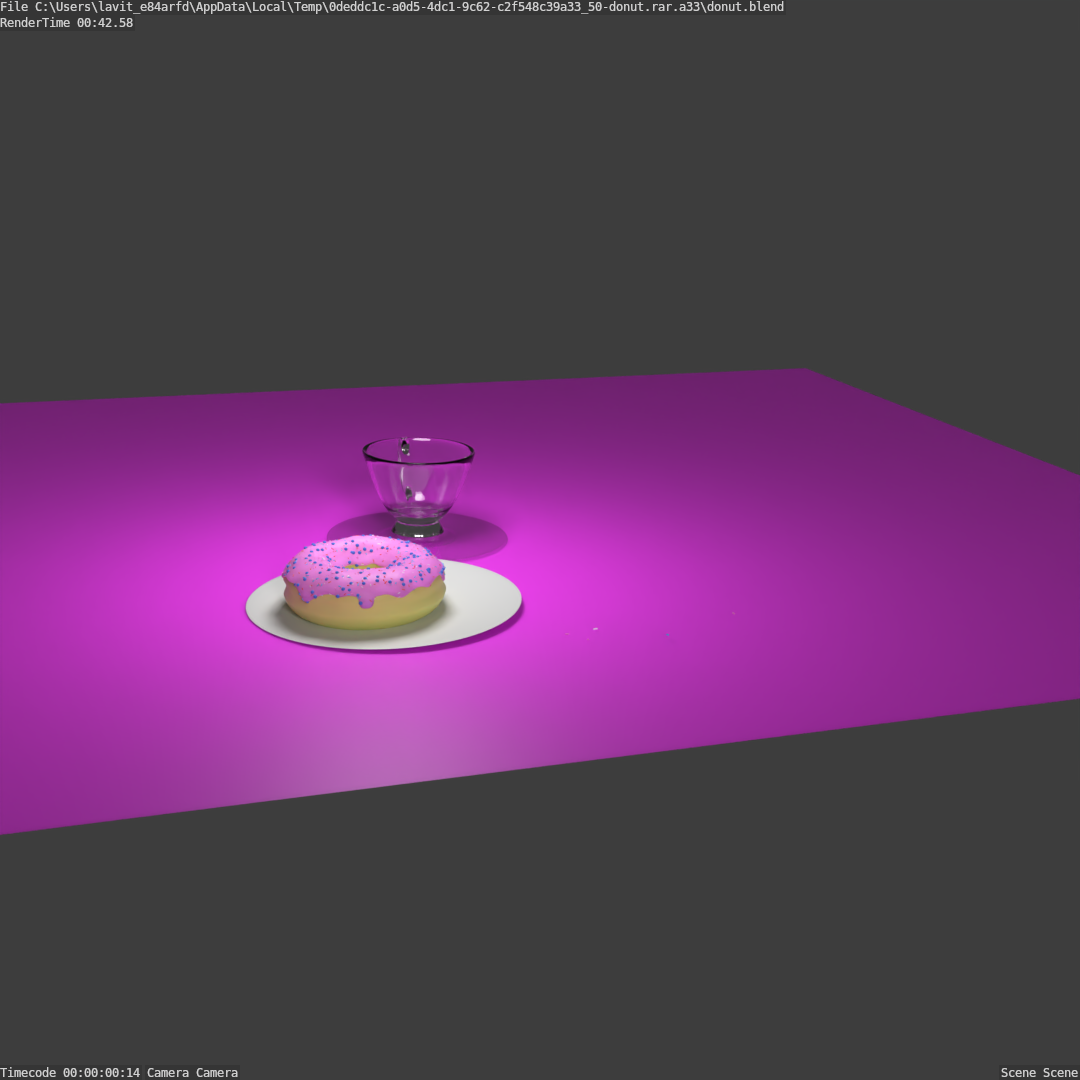 File C:\Users\lavit_e84arfd\AppData\Local\Temp\0deddc1c-a0d5-4dc1-9c62-c2f548c39a33_50-donut.rar.a33\donut.blend
RenderTime 00:42.58
Timecode 00:00:00:14 Camera Camera
Scene Scene